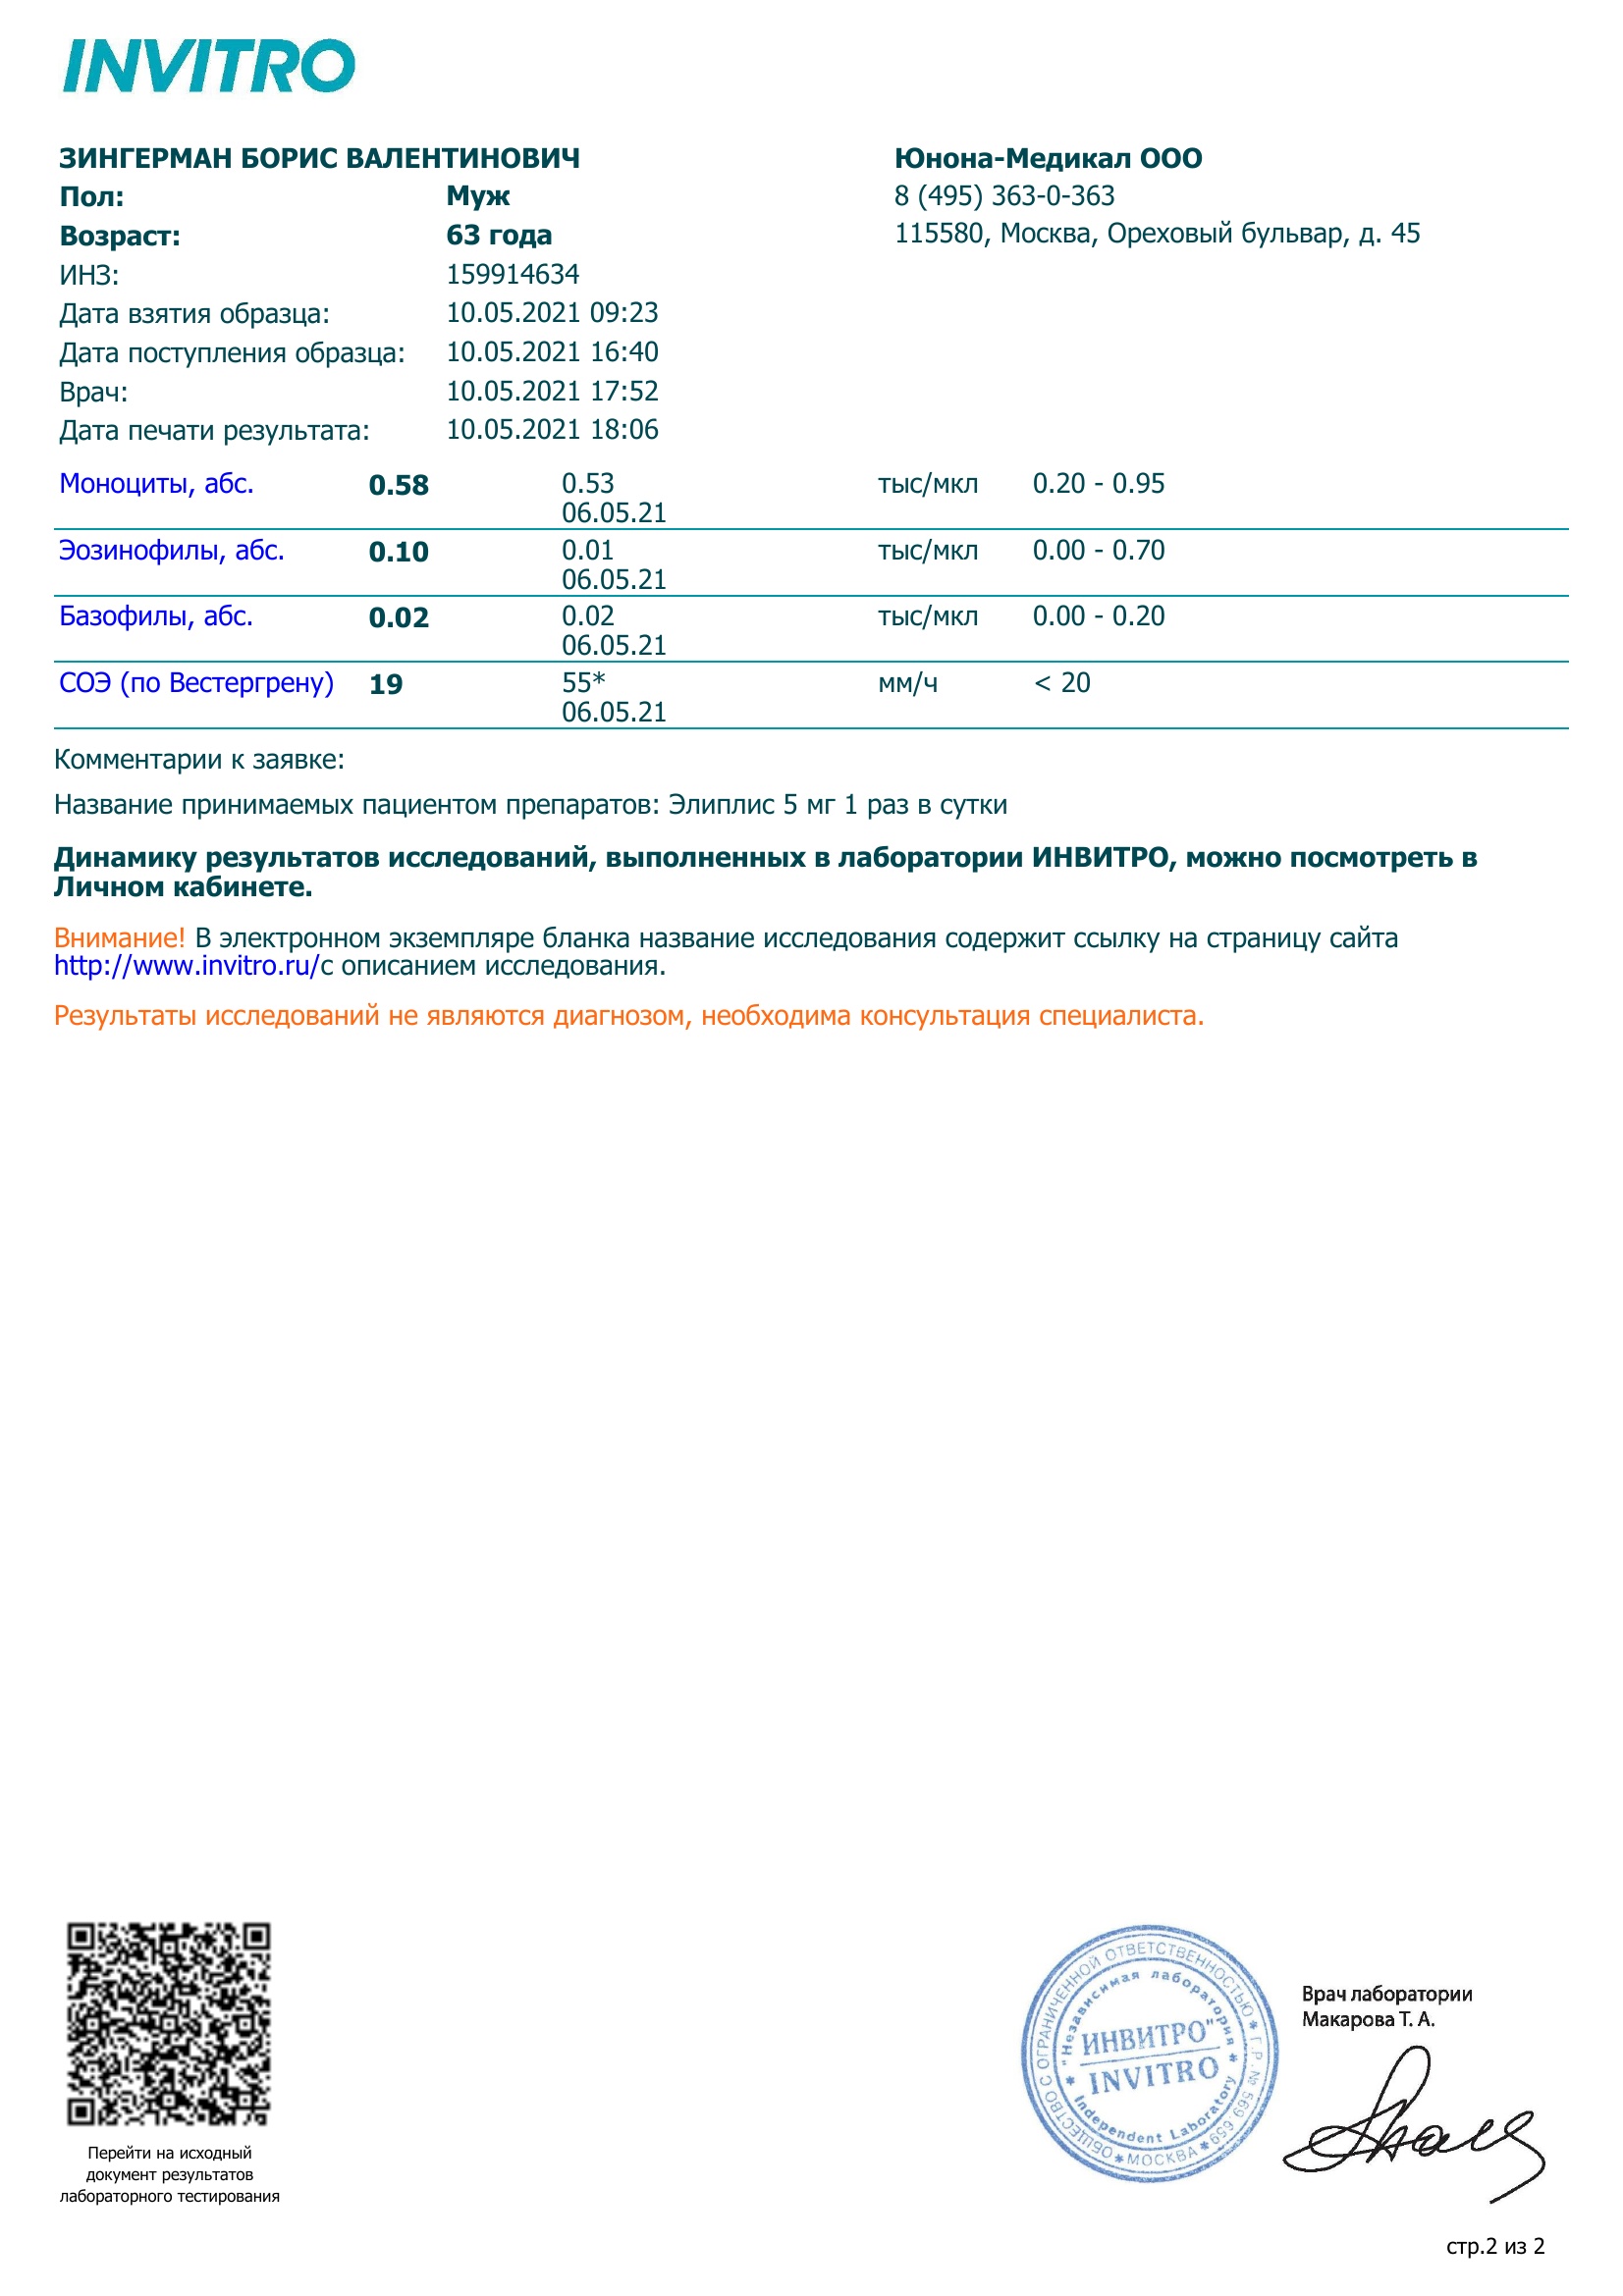 INVITRO
ЗИНГЕРМАН БОРИС ВАЛЕНТИНОВИЧ
Пол: Муж
Возраст: 63 года
ИНЗ: 159914634
Дата взятия образца: 10.05.2021 09:23
Дата поступления образца: 10.05.2021 16:40
Врач: 10.05.2021 17:52
Дата печати результата: 10.05.2021 18:06
Юнона-Медикал ООО
8 (495) 363-0-363
115580, Москва, Ореховый бульвар, д. 45
Моноциты, абс. 0.58 0.53 тыс/мкл 0.20 - 0.95
06.05.21
Эозинофилы, абс. 0.10 0.01 тыс/мкл 0.00 - 0.70
06.05.21
Базофилы, абс. 0.02 0.02 тыс/мкл 0.00 - 0.20
06.05.21
СОЭ (по Вестергрену) 19 55* мм/ч < 20
06.05.21
Комментарии к заявке:
Название принимаемых пациентом препаратов: Элиплис 5 мг 1 раз в сутки
Динамику результатов исследований, выполненных в лаборатории ИНВИТРО, можно посмотреть в
Личном кабинете.
Внимание! В электронном экземпляре бланка название исследования содержит ссылку на страницу сайта
http://www.invitro.ru/с описанием исследования.
Результаты исследований не являются диагнозом, необходима консультация специалиста.
Перейти на исходный
документ результатов
лабораторного тестирования
ОБЩЕСТВО С ОГРАНИЧЕННОЙ ОТВЕТСТВЕННОСТЬЮ * Г.Р. № 569 659 * МОСКВА *
"Независимая лаборатория
ИНВИТРО"
INVITRO
* Independent Laboratory *
Врач лаборатории
Макарова Т. А.
стр.2 из 2